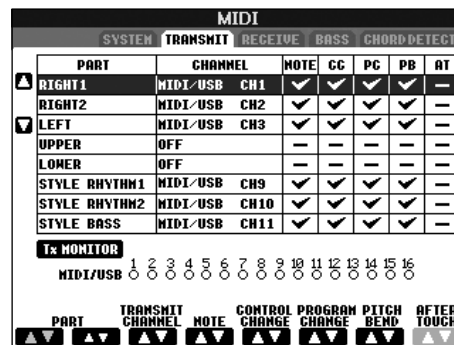 MIDI
SYSTEM TRANSMIT RECEIVE BASS CHORD DETECT
PART CHANNEL NOTE CC PC PB AT
RIGHT1 MIDI/USB CH1
RIGHT2 MIDI/USB CH2
LEFT MIDI/USB CH3
UPPER OFF — — — — —
LOWER OFF — — — — —
STYLE RHYTHM1 MIDI/USB CH9
STYLE RHYTHM2 MIDI/USB CH10
STYLE BASS MIDI/USB CH11
Tx MONITOR
1 2 3 4 5 6 7 8 9 10 11 12 13 14 15 16
MIDI/USB
PART TRANSMIT CHANNEL NOTE CONTROL CHANGE PROGRAM CHANGE PITCH BEND AFTER TOUCH